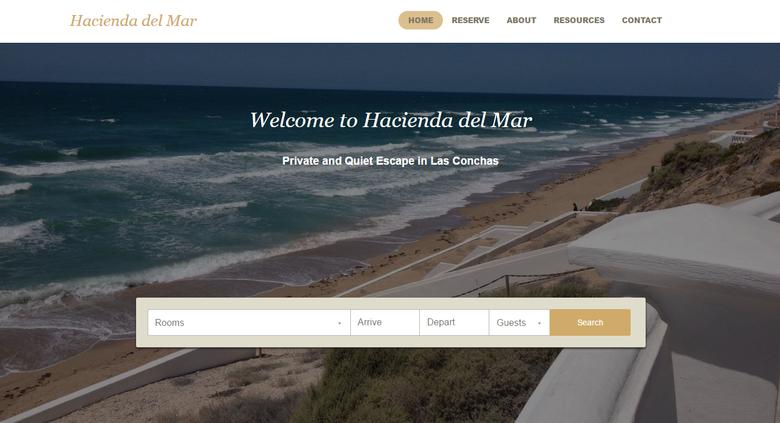 Hacienda del Mar
HOME RESERVE ABOUT RESOURCES CONTACT
Welcome to Hacienda del Mar
Private and Quiet Escape in Las Conchas
Rooms Arrive Depart Guests Search